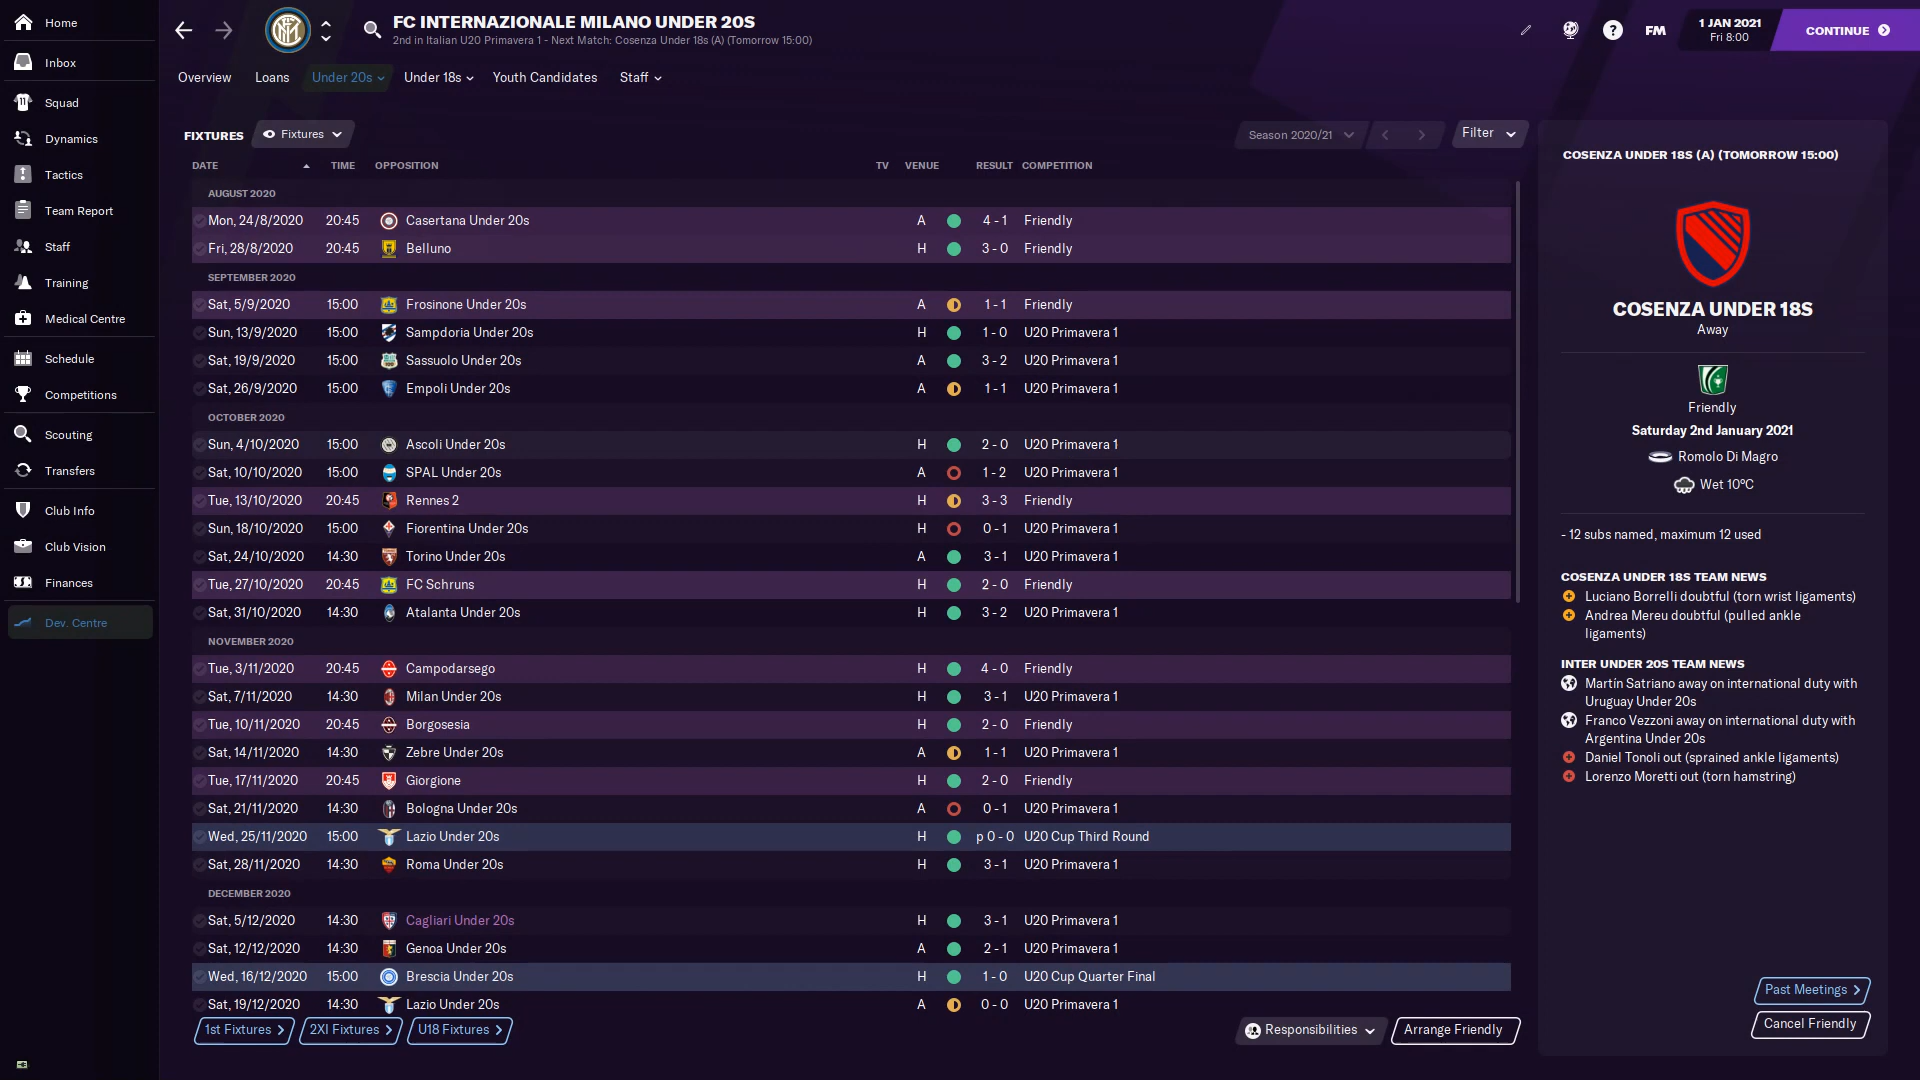 Home
Inbox
Squad
Dynamics
Tactics
Team Report
Staff
Training
Medical Centre
Schedule
Competitions
Scouting
Transfers
Club Info
Club Vision
Finances
Dev. Centre
FC INTERNAZIONALE MILANO UNDER 20S
2nd in Italian U20 Primavera 1 - Next Match: Cosenza Under 18s (A) (Tomorrow 15:00)
FM
1 JAN 2021
Fri 8:00
CONTINUE
Overview Loans Under 20s Under 18s Youth Candidates Staff
FIXTURES Fixtures Season 2020/21 Filter
DATE TIME OPPOSITION TV VENUE RESULT COMPETITION
AUGUST 2020
Mon, 24/8/2020 20:45 Casertana Under 20s A 4 - 1 Friendly
Fri, 28/8/2020 20:45 Belluno H 3 - 0 Friendly
SEPTEMBER 2020
Sat, 5/9/2020 15:00 Frosinone Under 20s A 1 - 1 Friendly
Sun, 13/9/2020 15:00 Sampdoria Under 20s H 1 - 0 U20 Primavera 1
Sat, 19/9/2020 15:00 Sassuolo Under 20s A 3 - 2 U20 Primavera 1
Sat, 26/9/2020 15:00 Empoli Under 20s A 1 - 1 U20 Primavera 1
OCTOBER 2020
Sun, 4/10/2020 15:00 Ascoli Under 20s H 2 - 0 U20 Primavera 1
Sat, 10/10/2020 15:00 SPAL Under 20s A 1 - 2 U20 Primavera 1
Tue, 13/10/2020 20:45 Rennes 2 H 3 - 3 Friendly
Sun, 18/10/2020 15:00 Fiorentina Under 20s H 0 - 1 U20 Primavera 1
Sat, 24/10/2020 14:30 Torino Under 20s A 3 - 1 U20 Primavera 1
Tue, 27/10/2020 20:45 FC Schruns H 2 - 0 Friendly
Sat, 31/10/2020 14:30 Atalanta Under 20s H 3 - 2 U20 Primavera 1
NOVEMBER 2020
Tue, 3/11/2020 20:45 Campodarsego H 4 - 0 Friendly
Sat, 7/11/2020 14:30 Milan Under 20s H 3 - 1 U20 Primavera 1
Tue, 10/11/2020 20:45 Borgosesia H 2 - 0 Friendly
Sat, 14/11/2020 14:30 Zebre Under 20s A 1 - 1 U20 Primavera 1
Tue, 17/11/2020 20:45 Giorgione H 2 - 0 Friendly
Sat, 21/11/2020 14:30 Bologna Under 20s A 0 - 1 U20 Primavera 1
Wed, 25/11/2020 15:00 Lazio Under 20s H p 0 - 0 U20 Cup Third Round
Sat, 28/11/2020 14:30 Roma Under 20s H 3 - 1 U20 Primavera 1
DECEMBER 2020
Sat, 5/12/2020 14:30 Cagliari Under 20s H 3 - 1 U20 Primavera 1
Sat, 12/12/2020 14:30 Genoa Under 20s A 2 - 1 U20 Primavera 1
Wed, 16/12/2020 15:00 Brescia Under 20s H 1 - 0 U20 Cup Quarter Final
Sat, 19/12/2020 14:30 Lazio Under 20s A 0 - 0 U20 Primavera 1
1st Fixtures 2XI Fixtures U18 Fixtures Responsibilities Arrange Friendly
COSENZA UNDER 18S (A) (TOMORROW 15:00)
COSENZA UNDER 18S
Away
Friendly
Saturday 2nd January 2021
Romolo Di Magro
Wet 10ºC
- 12 subs named, maximum 12 used
COSENZA UNDER 18S TEAM NEWS
Luciano Borrelli doubtful (torn wrist ligaments)
Andrea Mereu doubtful (pulled ankle
ligaments)
INTER UNDER 20S TEAM NEWS
Martín Satriano away on international duty with
Uruguay Under 20s
Franco Vezzoni away on international duty with
Argentina Under 20s
Daniel Tonoli out (sprained ankle ligaments)
Lorenzo Moretti out (torn hamstring)
Past Meetings
Cancel Friendly